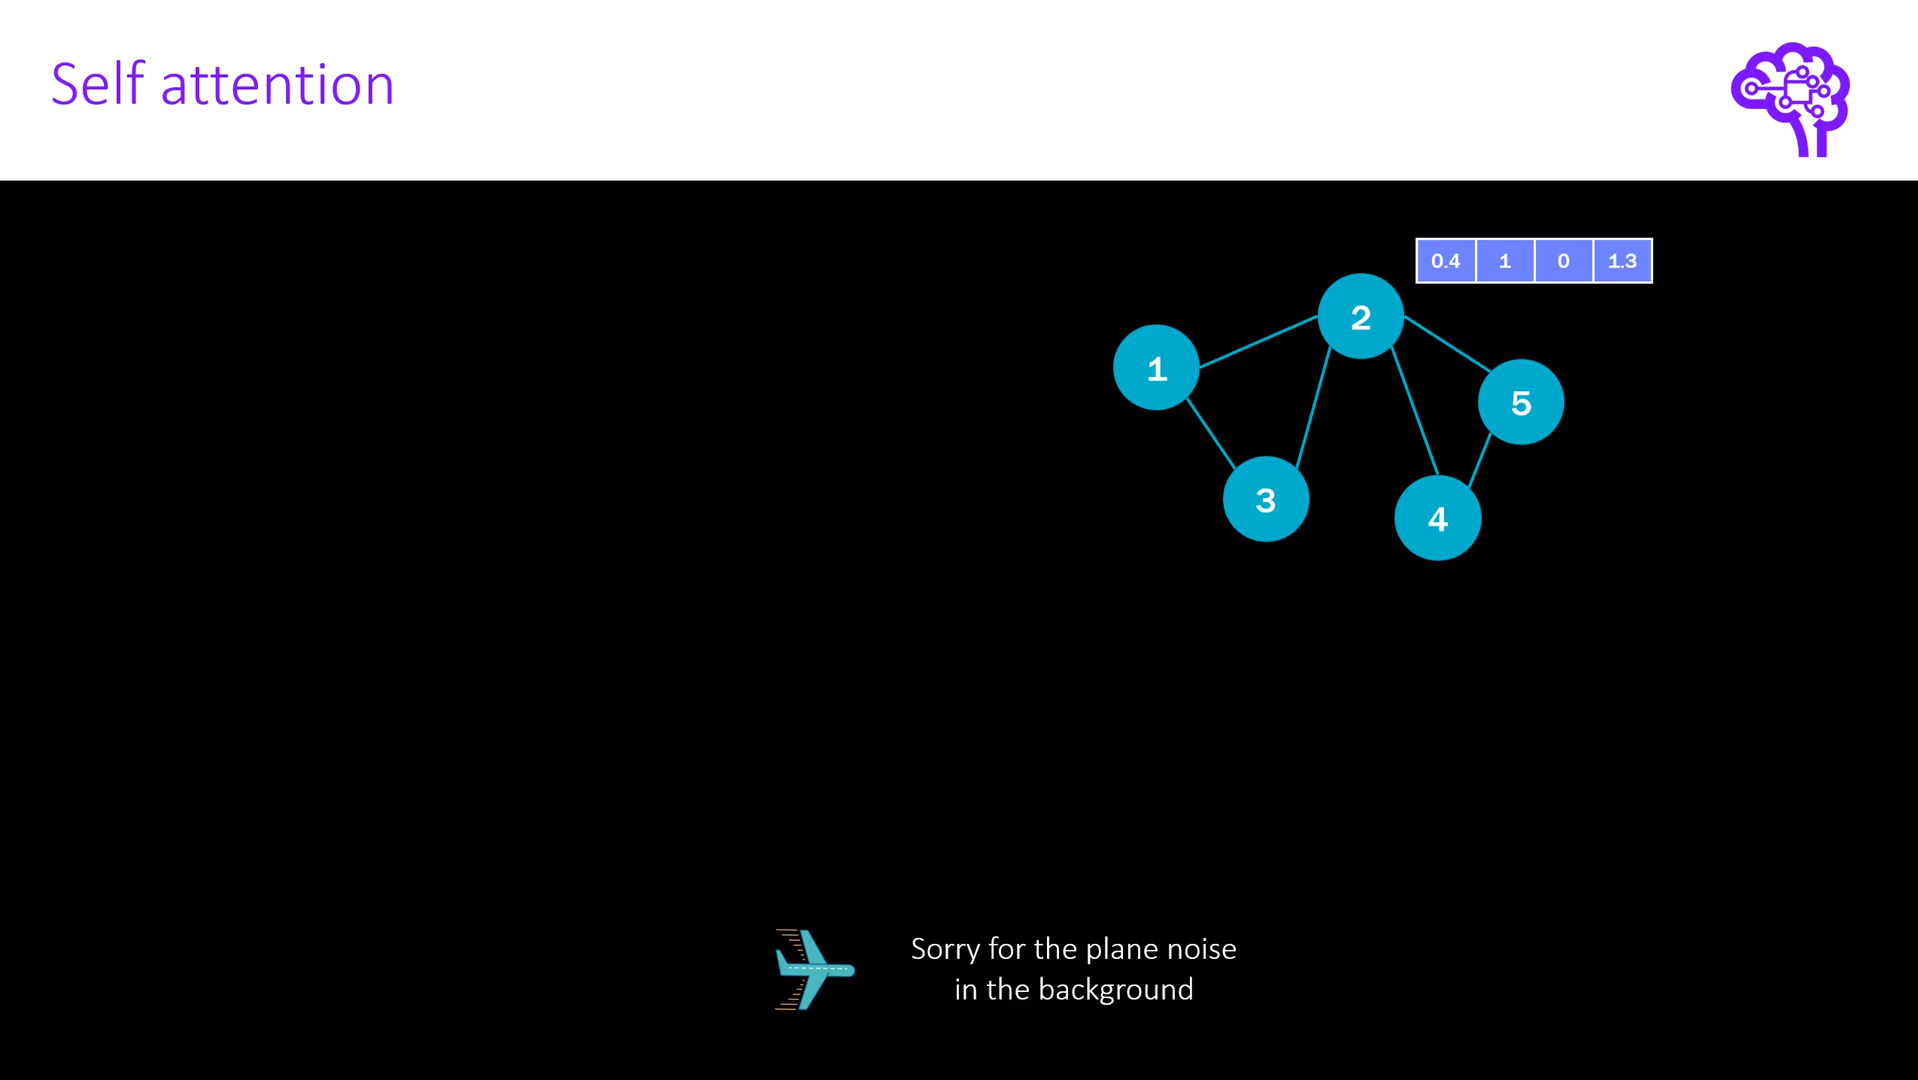 Self attention
0.4 1 0 1.3
2
1
5
3
4
Sorry for the plane noise
in the background